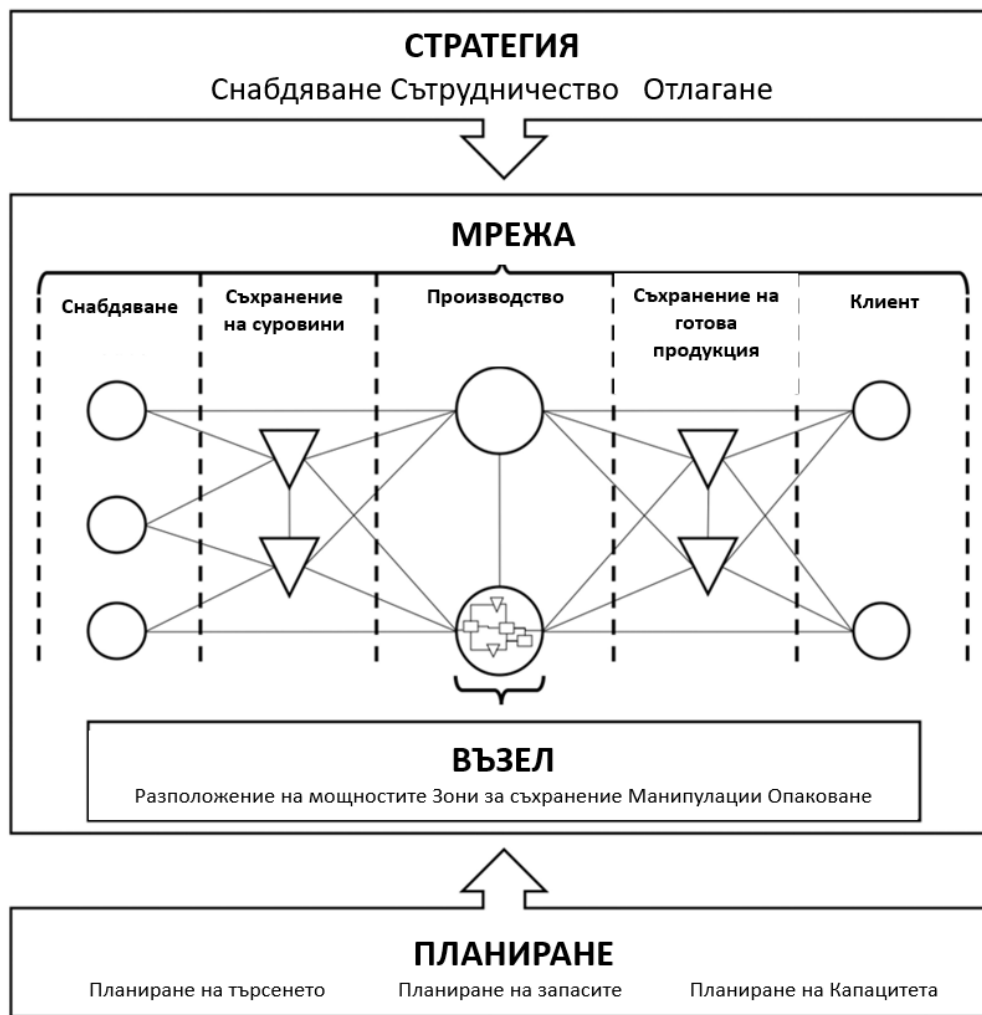 СТРАТЕГИЯ
Снабдяване Сътрудничество Отлагане
МРЕЖА
Снабдяване
Съхранение
на суровини
Производство
Съхранение на
готова
продукция
Клиент
ВЪЗЕЛ
Разположение на мощностите Зони за съхранение Манипулации Опаковане
ПЛАНИРАНЕ
Планиране на търсенето Планиране на запасите Планиране на Капацитета